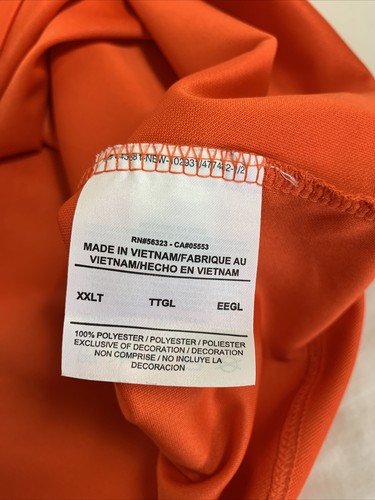 RN#56323 - CA#05553
MADE IN VIETNAM/FABRIQUE AU
VIETNAM/HECHO EN VIETNAM
XXLT TTGL EEGL
100% POLYESTER / POLYESTER / POLIESTER
EXCLUSIVE OF DECORATION / DECORATION
NON COMPRISE / NO INCLUYE LA
DECORACION